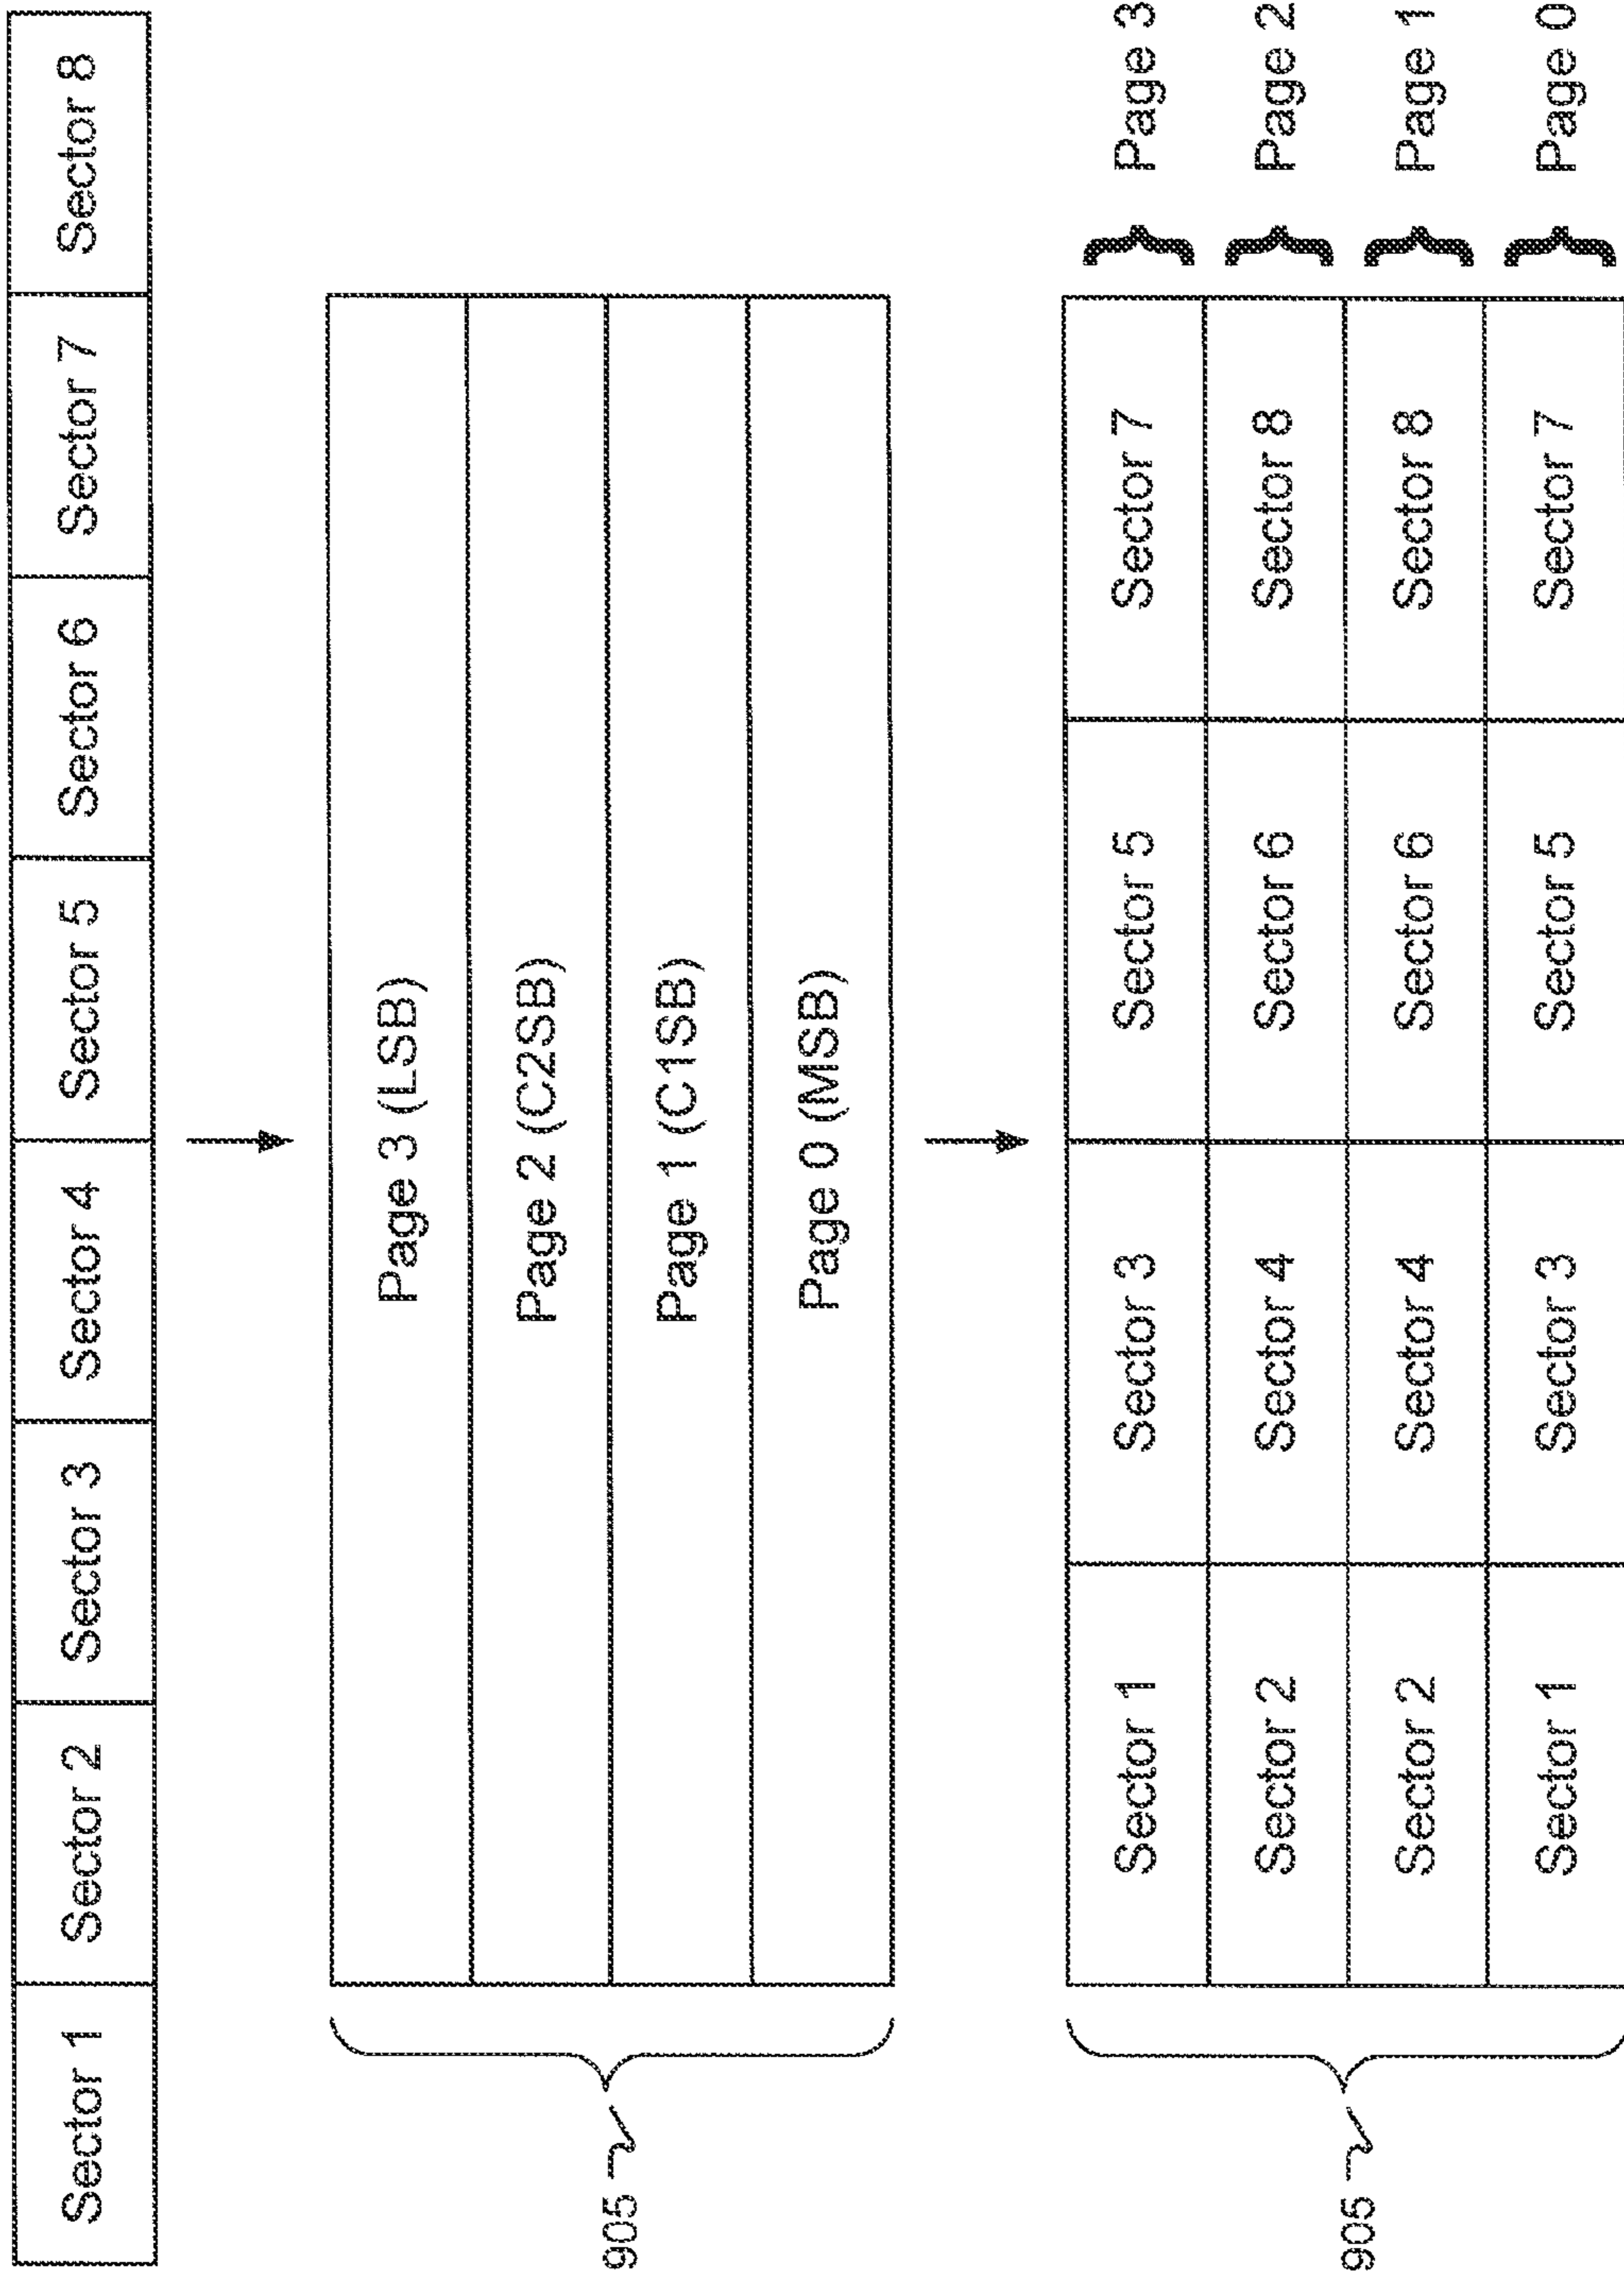 Sector 1 Sector 2 Sector 3 Sector 4 Sector 5 Sector 6 Sector 7 Sector 8
Page 3 (LSB)
Page 2 (C2SB)
905
Page 1 (C1SB)
Page 0 (MSB)
Sector 1 Sector 3 Sector 5 Sector 7 Page 3
Sector 2 Sector 4 Sector 6 Sector 8 Page 2
905
Sector 2 Sector 4 Sector 6 Sector 8 Page 1
Sector 1 Sector 3 Sector 5 Sector 7 Page 0